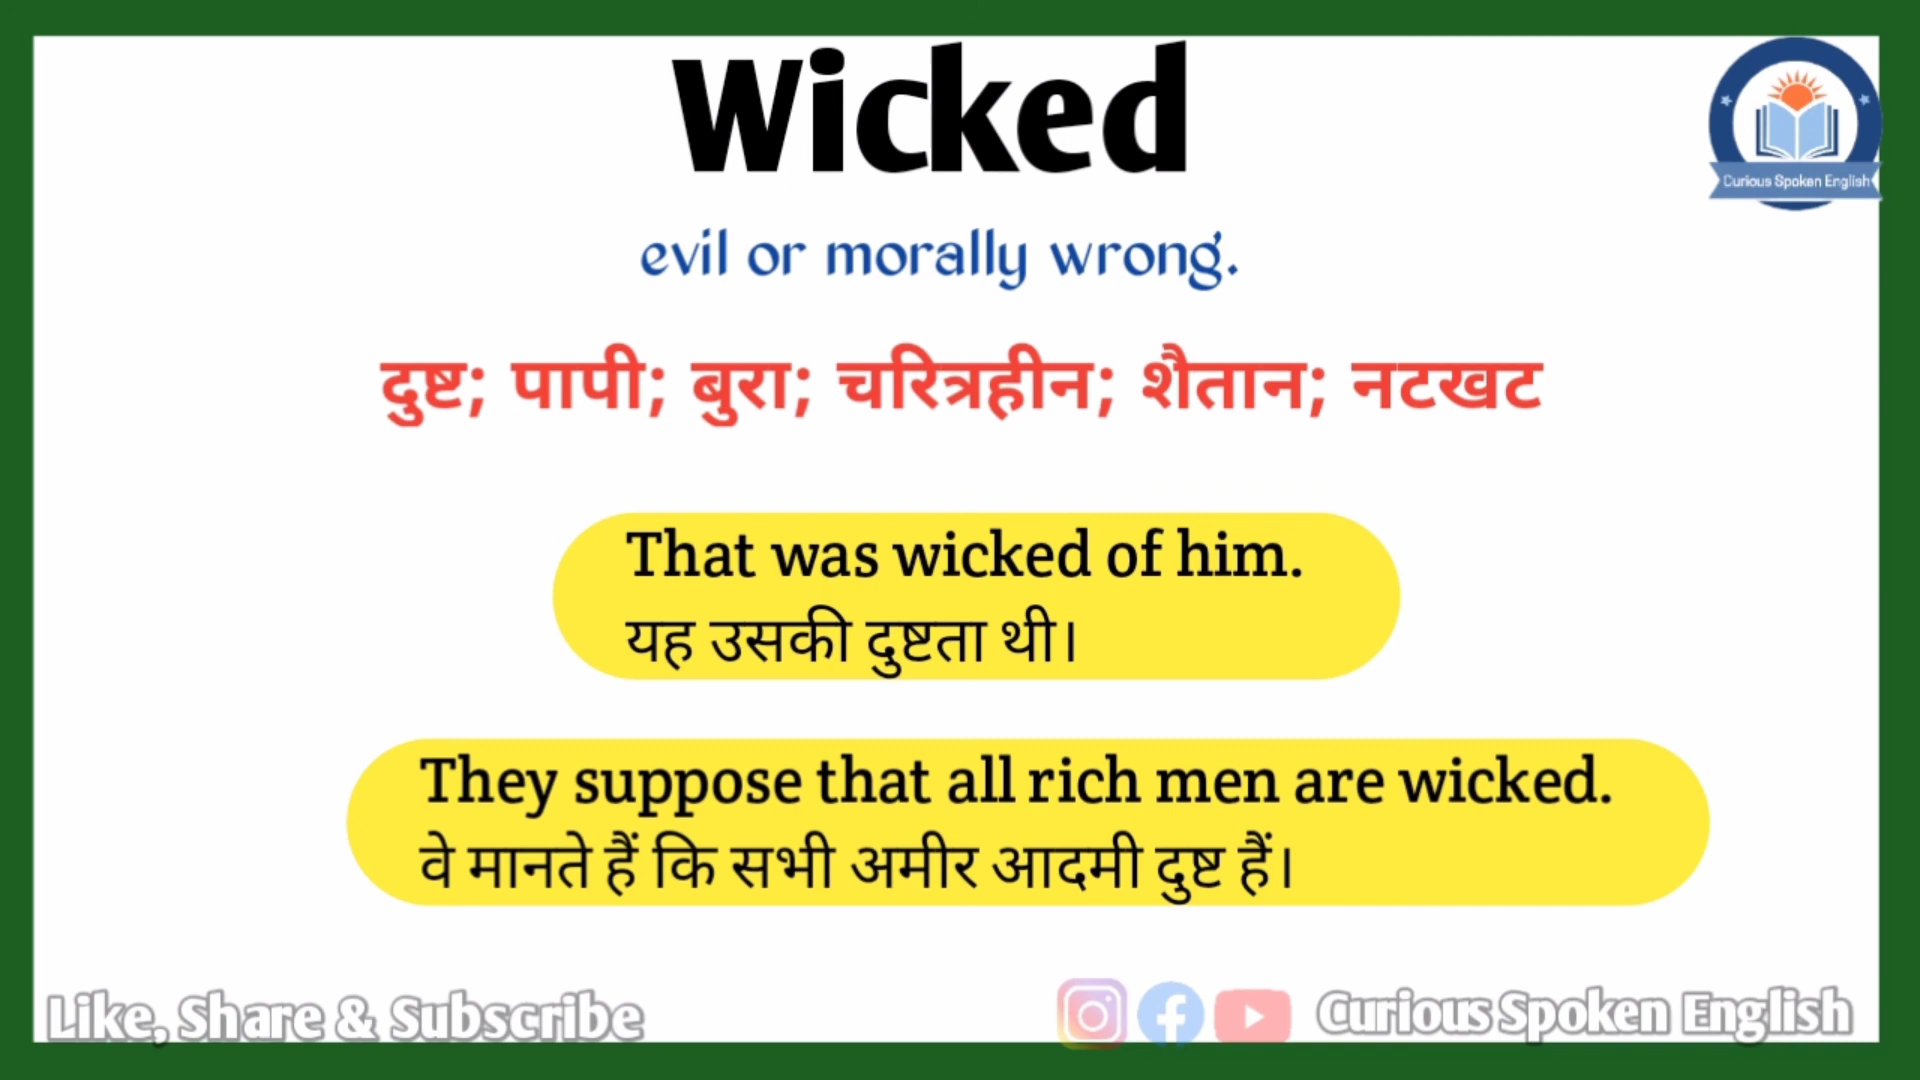 Wicked
Curious Spoken English
evil or morally wrong.
दुष्ट; पापी; बुरा; चरित्रहीन; शैतान; नटखट
That was wicked of him.
यह उसकी दुष्टता थी।
They suppose that all rich men are wicked.
वे मानते हैं कि सभी अमीर आदमी दुष्ट हैं।
Like, Share & Subscribe
Curious Spoken English